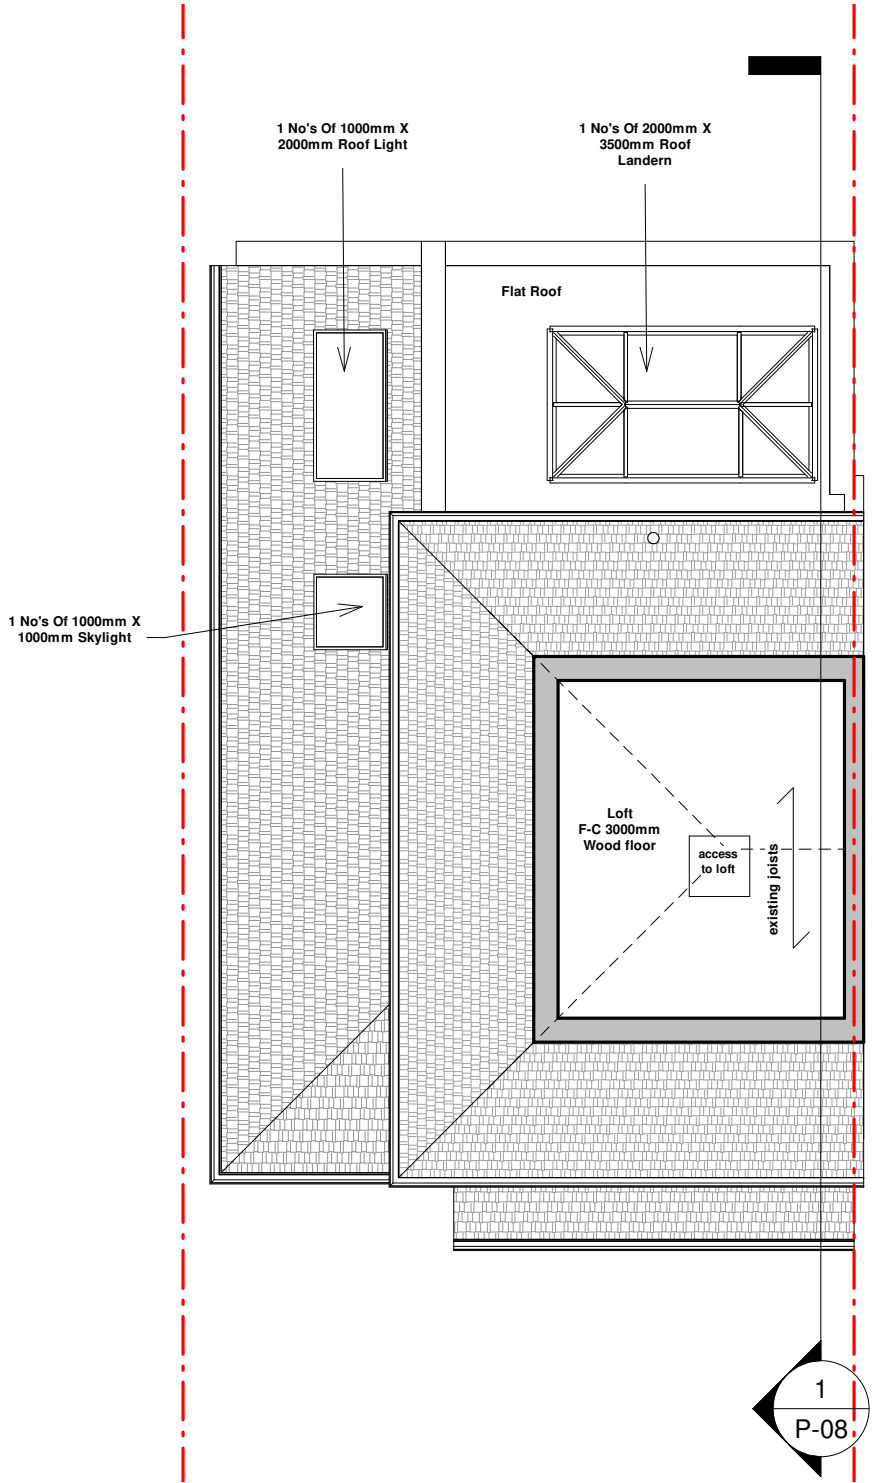 1 No's Of 1000mm X
2000mm Roof Light
1 No's Of 2000mm X
3500mm Roof
Landern
Flat Roof
1 No's Of 1000mm X
1000mm Skylight
Loft
F-C 3000mm
Wood floor
access
to loft
existing joists
1
P-08